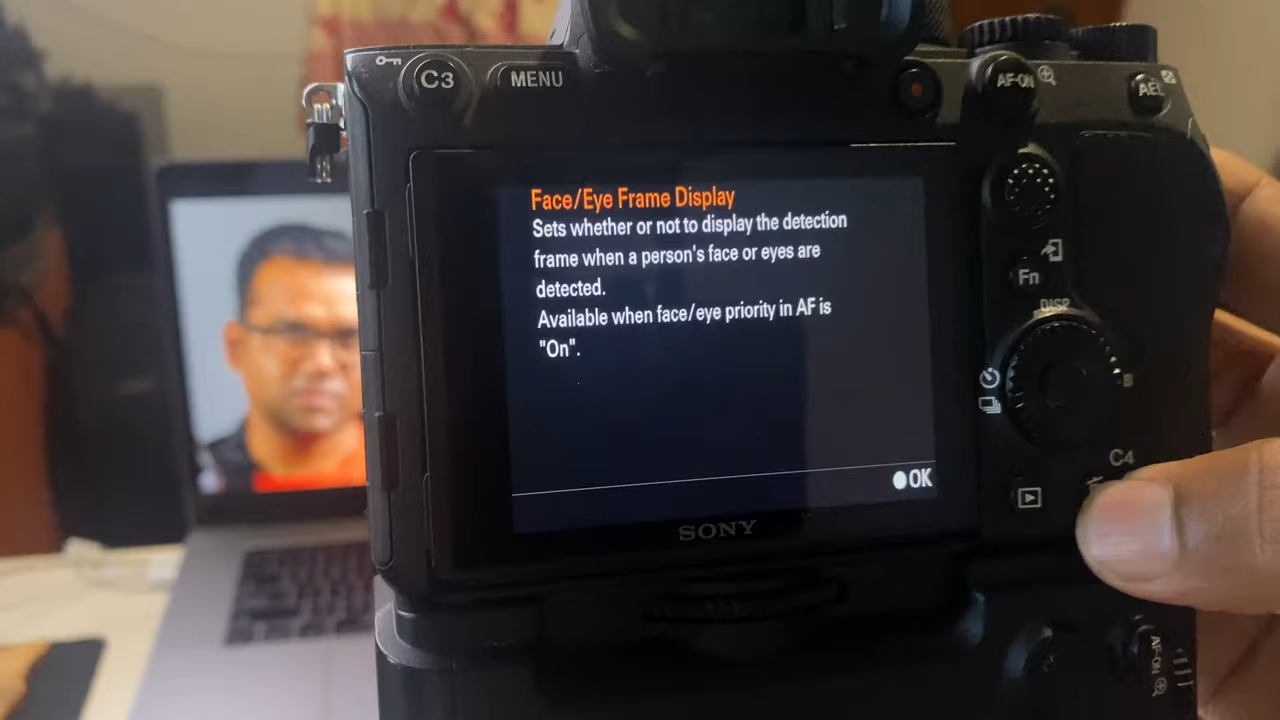 C3
MENU
AF-ON
AEL
Face/Eye Frame Display
Sets whether or not to display the detection
frame when a person's face or eyes are
detected.
Available when face/eye priority in AF is
"On".
OK
Fn
DISP
C4
SONY
AF-ON